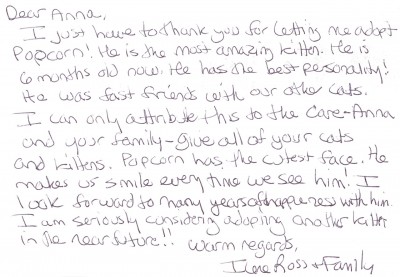 Dear Anna,
I just have to thank you for letting me adopt
Popcorn! He is the most amazing kitten. He is
6 months old now. He has the best personality!
He was fast friends with our other cats.
I can only attribute this to the care-Anna
and your family-give all of your cats
and kittens. Popcorn has the cutest face. He
makes us smile every time we see him! I
look forward to many years of happiness with him.
I am seriously considering adopting another kitten
in the near future!! Warm regards,
Ross & Family